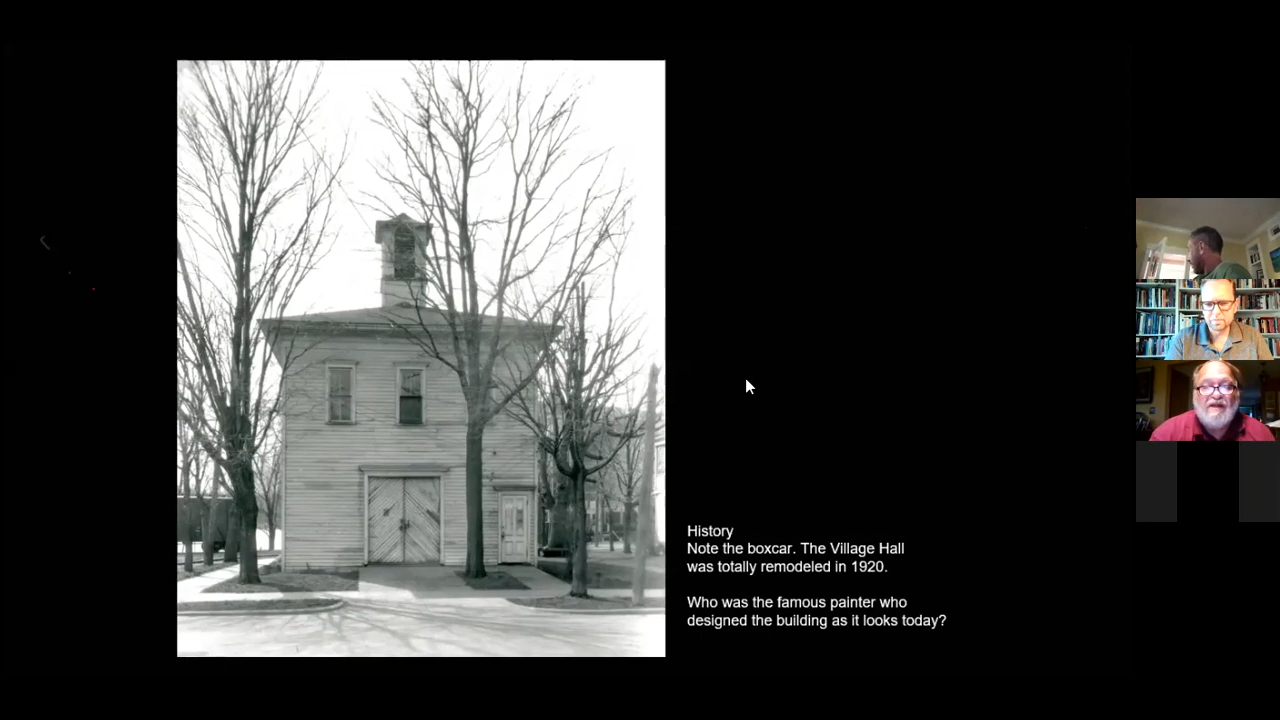 History
Note the boxcar. The Village Hall
was totally remodeled in 1920.
Who was the famous painter who
designed the building as it looks today?